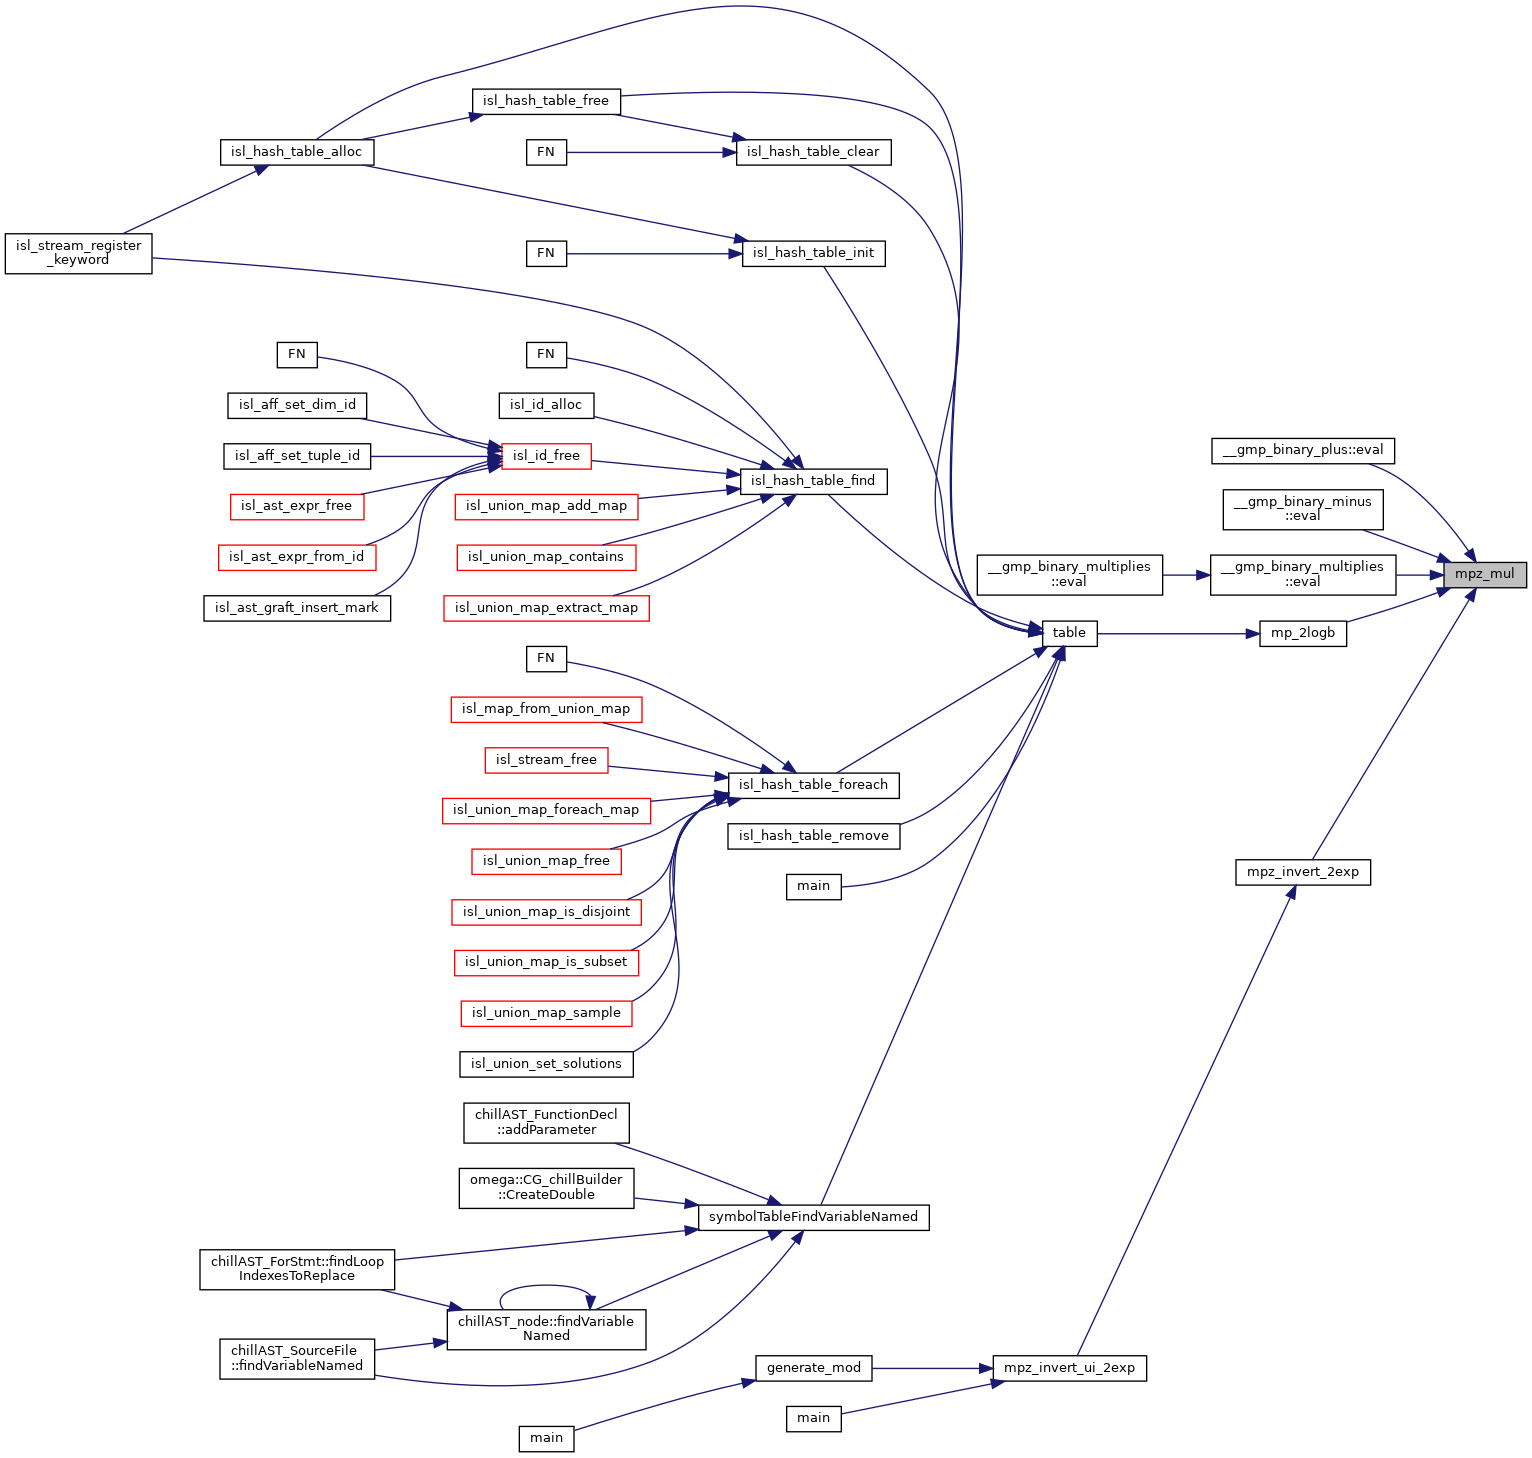 isl_hash_table_free
isl_hash_table_alloc
FN
isl_hash_table_clear
isl_stream_register
_keyword
FN
isl_hash_table_init
FN
FN
isl_aff_set_dim_id
isl_id_alloc
isl_aff_set_tuple_id
isl_id_free
isl_hash_table_find
isl_ast_expr_free
isl_union_map_add_map
isl_ast_expr_from_id
isl_union_map_contains
isl_ast_graft_insert_mark
isl_union_map_extract_map
__gmp_binary_plus::eval
__gmp_binary_minus
::eval
__gmp_binary_multiplies
::eval
__gmp_binary_multiplies
::eval
mpz_mul
table
mp_2logb
FN
isl_map_from_union_map
isl_stream_free
isl_hash_table_foreach
isl_union_map_foreach_map
isl_hash_table_remove
isl_union_map_free
main
mpz_invert_2exp
isl_union_map_is_disjoint
isl_union_map_is_subset
isl_union_map_sample
isl_union_set_solutions
chillAST_FunctionDecl
::addParameter
omega::CG_chillBuilder
::CreateDouble
symbolTableFindVariableNamed
chillAST_ForStmt::findLoop
IndexesToReplace
chillAST_node::findVariable
Named
chillAST_SourceFile
::findVariableNamed
generate_mod
mpz_invert_ui_2exp
main
main